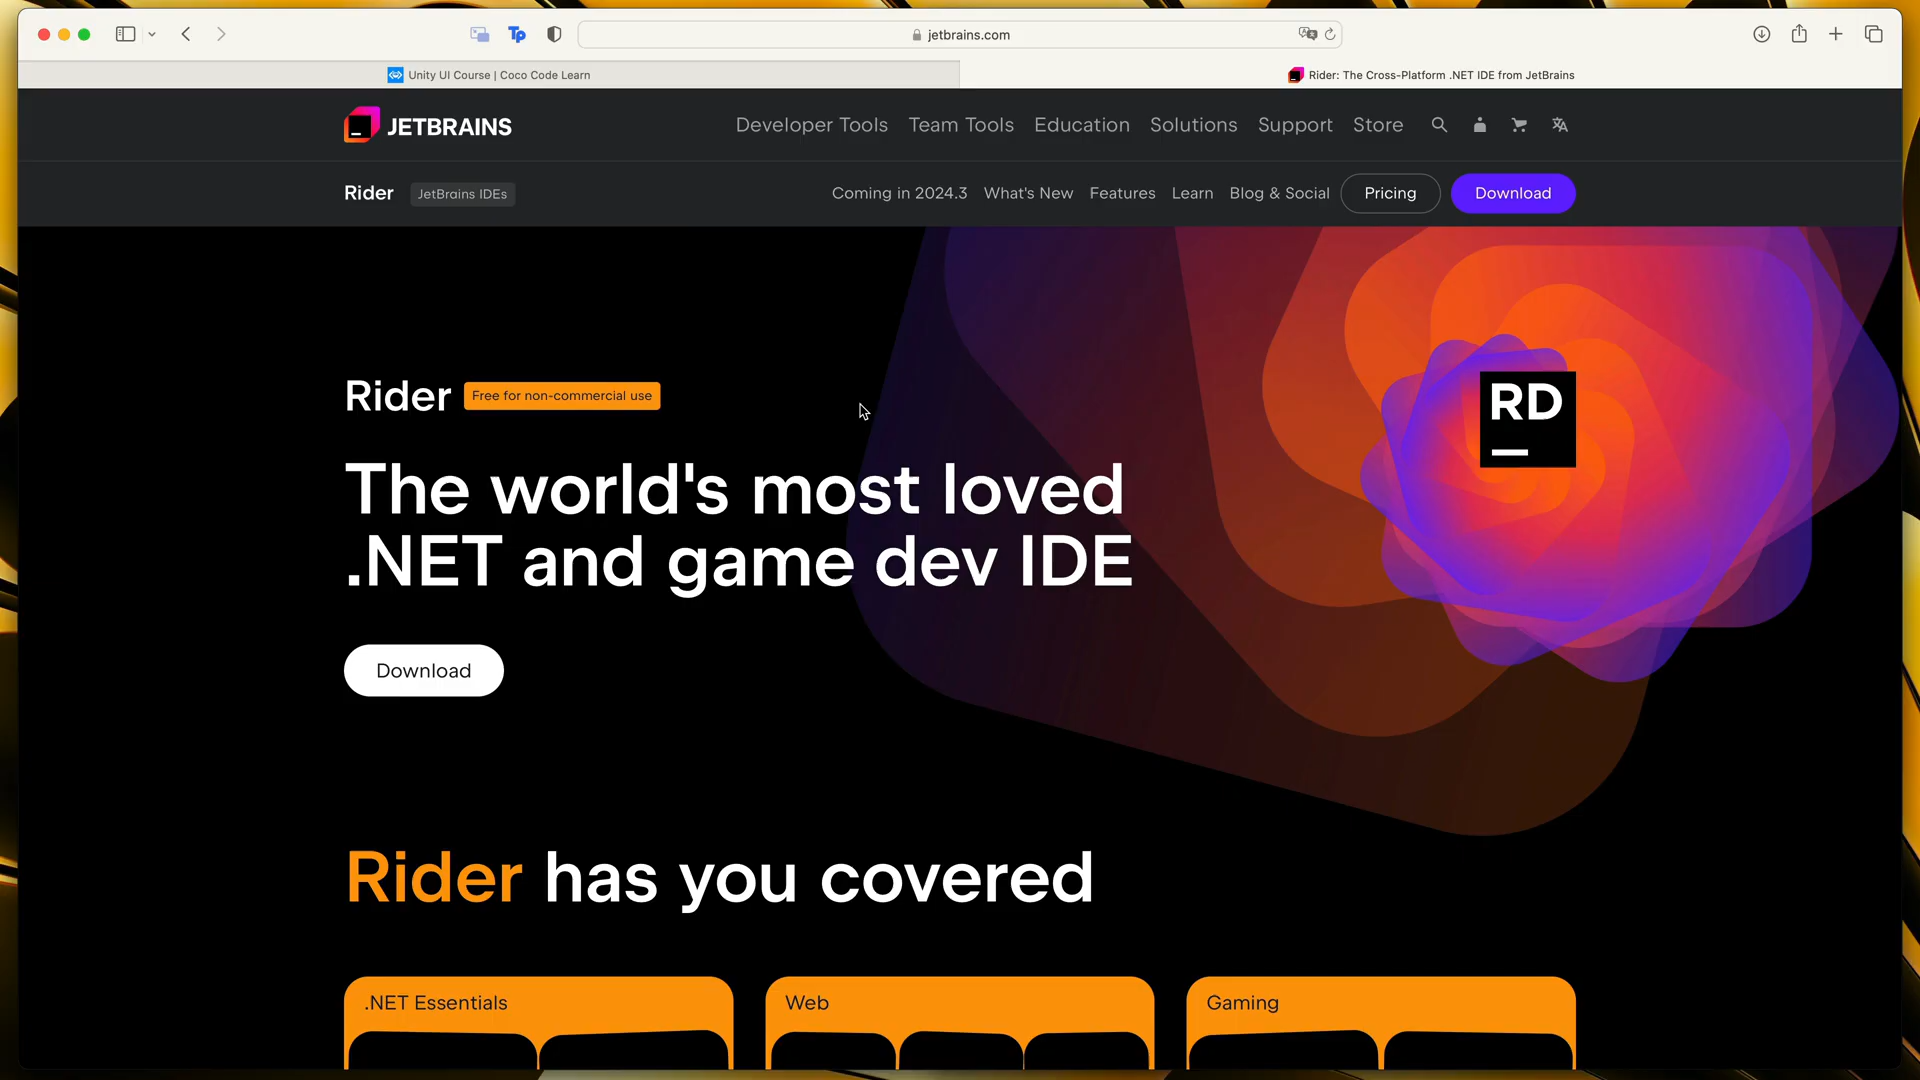 jetbrains.com
Unity UI Course | Coco Code Learn
Rider: The Cross-Platform .NET IDE from JetBrains
JETBRAINS
Developer Tools
Team Tools
Education
Solutions
Support
Store
Rider
JetBrains IDEs
Coming in 2024.3
What's New
Features
Learn
Blog & Social
Pricing
Download
RD
Rider
Free for non-commercial use
The world's most loved
.NET and game dev IDE
Download
Rider has you covered
.NET Essentials
Web
Gaming